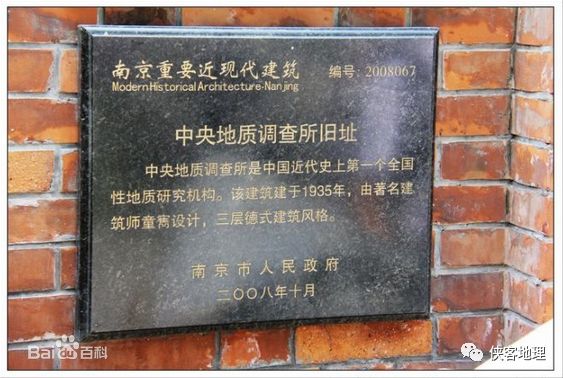 南京重要近现代建筑 编号: 2008067
Modern Historical Architecture·Nanjing
中央地质调查所旧址
中央地质调查所是中国近代史上第一个全国
性地质研究机构。该建筑建于1935年，由著名建
筑师童寯设计，三层德式建筑风格。
南京市人民政府
二〇〇八年十月
Bai百科
侠客地理